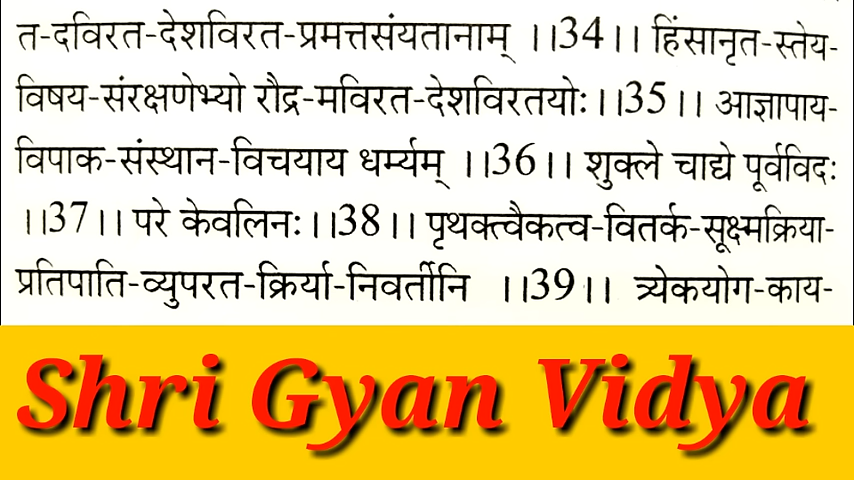 त-दविरत-देशविरत-प्रमत्तसंयतानाम् ।।34।। हिंसानृत-स्तेय-
विषय-संरक्षणेभ्यो रौद्र-मविरत-देशविरतयोः।।35।। आज्ञापाय-
विपाक-संस्थान-विचयाय धर्म्यम् ।।36।। शुक्ले चाद्ये पूर्वविदः
।।37।। परे केवलिनः।।38।। पृथक्त्वैकत्व-वितर्क-सूक्ष्मक्रिया-
प्रतिपाति-व्युपरत-क्रिर्या-निवर्तीनि ।।39।। त्र्येकयोग-काय-
Shri Gyan Vidya